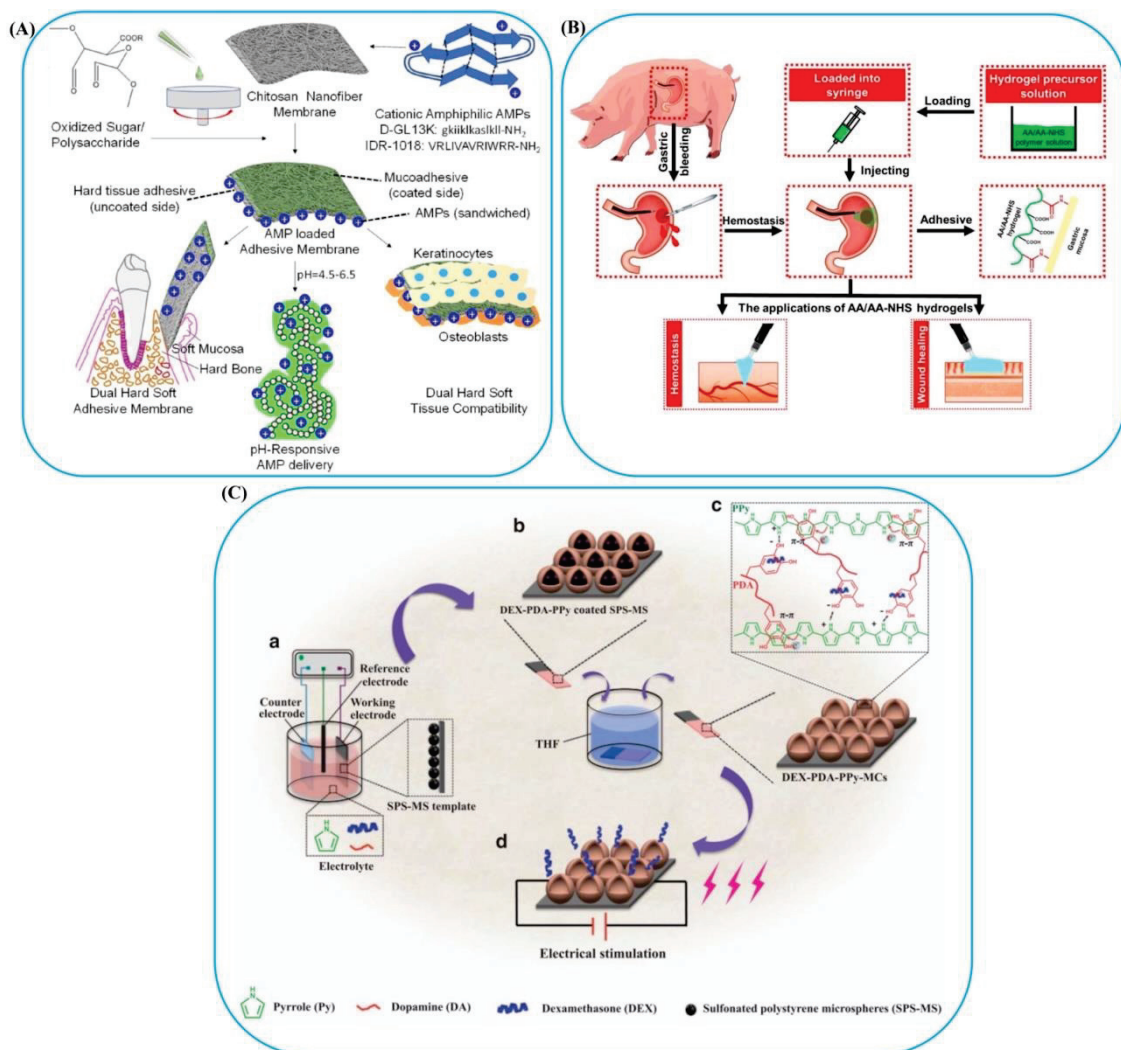 (A)
COOR
Oxidized Sugar/
Polysaccharide
Chitosan Nanofiber
Membrane
Cationic Amphiphilic AMPs
D-GL13K: gkiiklkaslkll-NH2
IDR-1018: VRLIVAVRIWRR-NH2
Hard tissue adhesive
(uncoated side)
Mucoadhesive
(coated side)
AMPs (sandwiched)
AMP loaded
Adhesive Membrane
pH=4.5-6.5
Keratinocytes
Osteoblasts
Soft Mucosa
Hard Bone
Dual Hard Soft
Adhesive Membrane
pH-Responsive
AMP delivery
Dual Hard Soft
Tissue Compatibility
(B)
Gastric
bleeding
Loaded into
syringe
Loading
Hydrogel precursor
solution
AA/AA-NHS
polymer solution
Injecting
Hemostasis
Adhesive
AA/AA-NHS
hydrogel
COOH
COOH
COOH
Gastric
mucosa
The applications of AA/AA-NHS hydrogels
Hemostasis
Wound healing
(C)
a
Reference
electrode
Counter
electrode
Working
electrode
SPS-MS template
Electrolyte
b
DEX-PDA-PPy coated SPS-MS
THF
c
PPy
PDA
π-π
π-π
π-π
DEX-PDA-PPy-MCs
d
Electrical stimulation
Pyrrole (Py)
Dopamine (DA)
Dexamethasone (DEX)
Sulfonated polystyrene microspheres (SPS-MS)